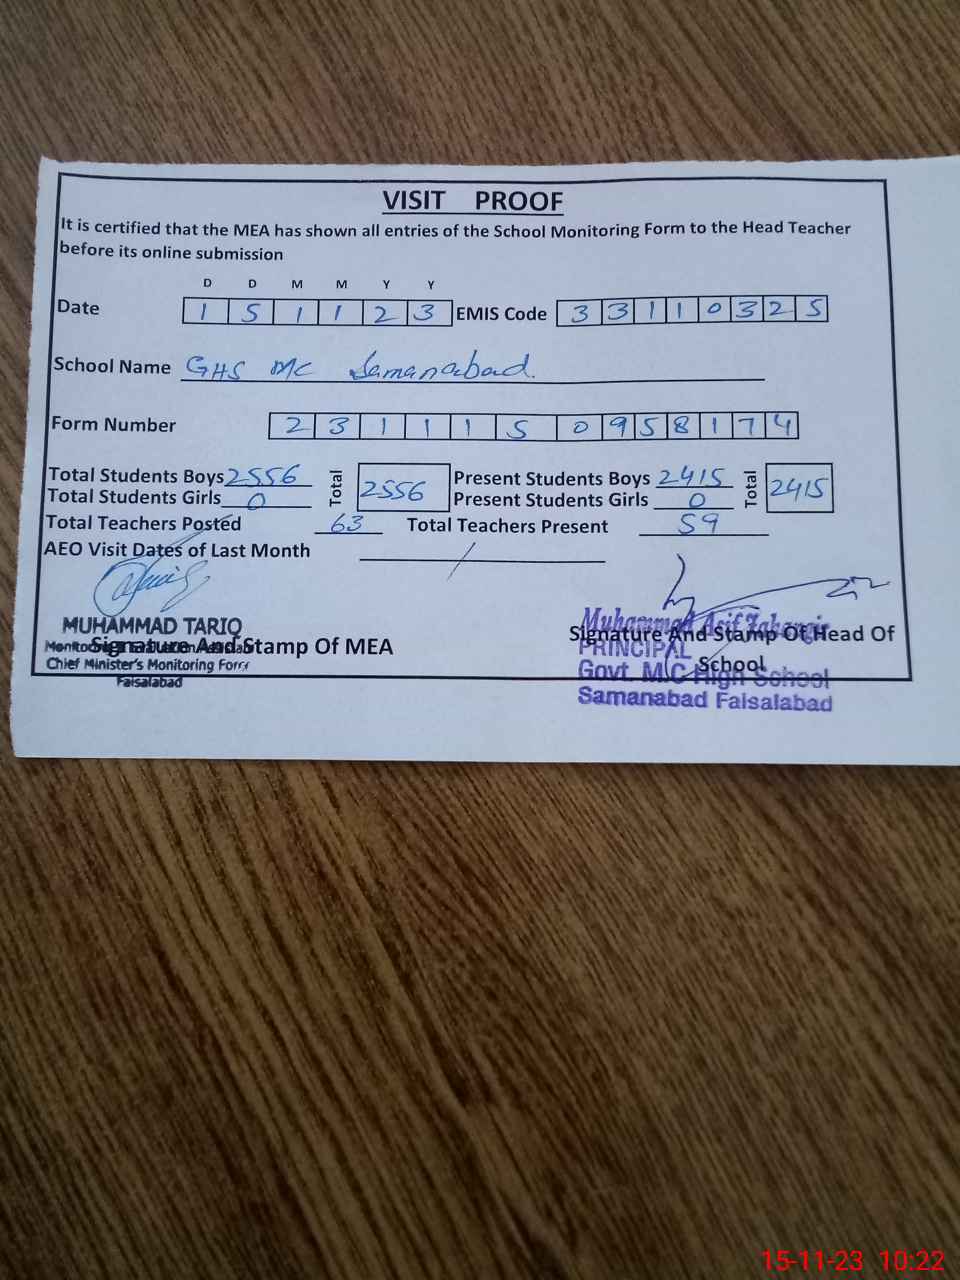 VISIT PROOF
It is certified that the MEA has shown all entries of the School Monitoring Form to the Head Teacher
before its online submission
D D M M Y Y
Date 1 5 1 1 2 3 EMIS Code 3 3 1 1 0 3 2 5
School Name GHS MC Samanabad.
Form Number 2 3 1 1 1 5 0 9 5 8 1 7 4
Total Students Boys 2556 Total 2556 Present Students Boys 2415 Total 2415
Total Students Girls 0 Present Students Girls 0
Total Teachers Posted 63 Total Teachers Present 59
AEO Visit Dates of Last Month /
MUHAMMAD TARIQ
Signature And Stamp Of MEA
Chief Minister's Monitoring Force
Faisalabad
Muhammad Asif
Signature And Stamp Of Head Of
School
PRINCIPAL
Govt. M.C High School
Samanabad Faisalabad
15-11-23 10:22